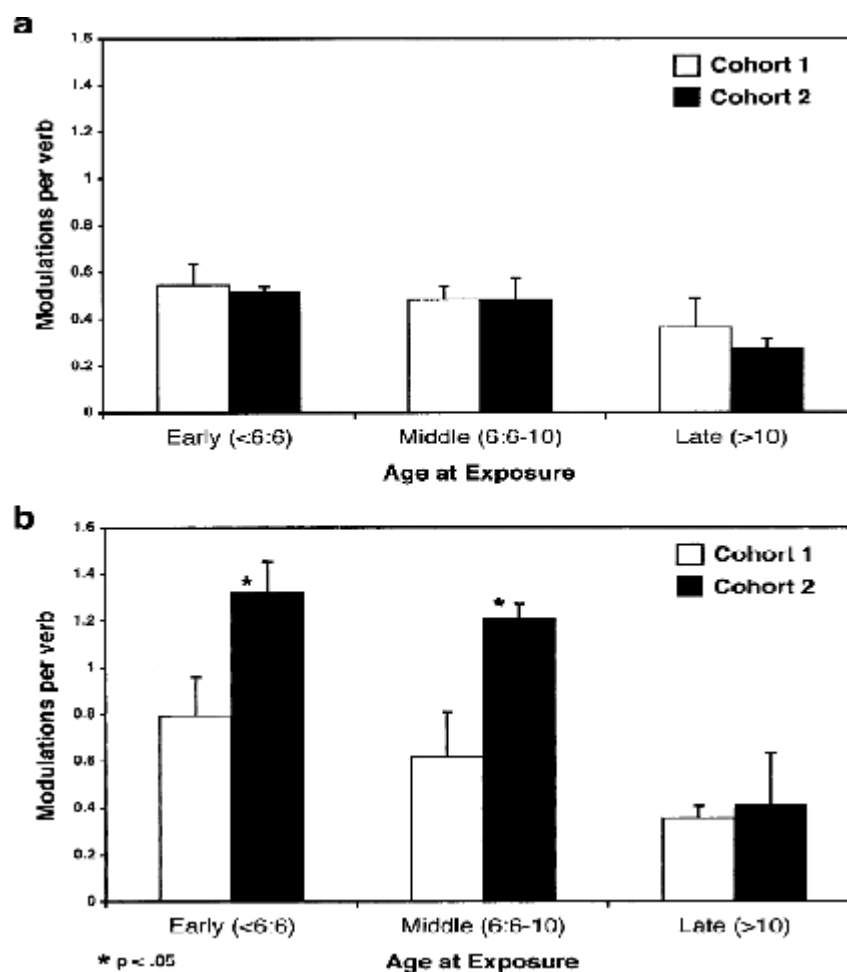 a
1.6
1.4
1.2
1
0.8
0.6
0.4
0.2
0
Modulations per verb
Cohort 1
Cohort 2
Early (<6:6)
Middle (6:6-10)
Late (>10)
Age at Exposure
b
1.6
1.4
1.2
1
0.8
0.6
0.4
0.2
0
Modulations per verb
Cohort 1
Cohort 2
*
*
Early (<6:6)
Middle (6:6-10)
Late (>10)
* p < .05
Age at Exposure